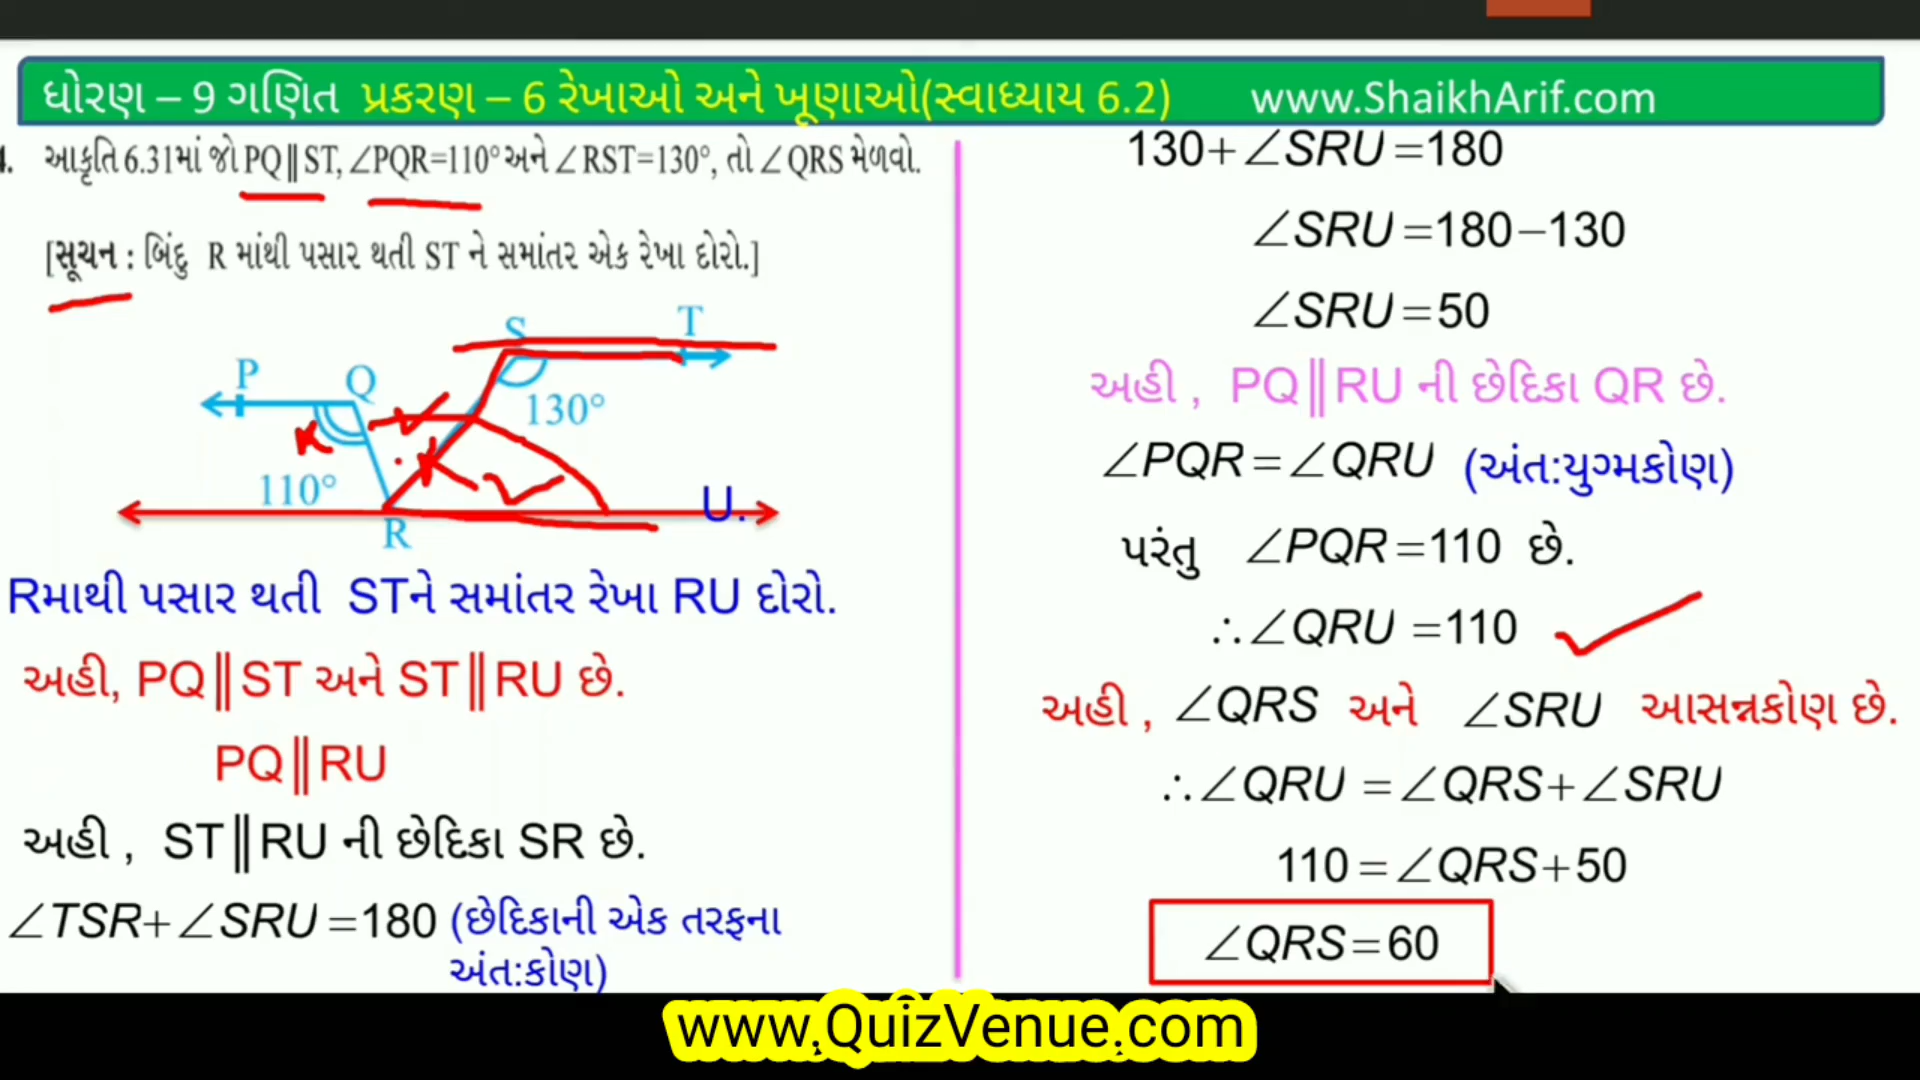 ધોરણ – 9 ગણિત પ્રકરણ – 6 રેખાઓ અને ખૂણાઓ(સ્વાધ્યાય 6.2) www.ShaikhArif.com
4. આકૃતિ 6.31માં જો PQ||ST, ∠PQR=110° અને ∠RST=130°, તો ∠QRS મેળવો.
[સૂચન : બિંદુ R માંથી પસાર થતી ST ને સમાંતર એક રેખા દોરો.]
S T
P Q
130°
110°
U.
R
Rમાથી પસાર થતી STને સમાંતર રેખા RU દોરો.
અહી, PQ||ST અને ST||RU છે.
PQ||RU
અહી , ST||RU ની છેદિકા SR છે.
∠TSR+∠SRU=180 (છેદિકાની એક તરફના
અંત:કોણ)
130+∠SRU=180
∠SRU=180−130
∠SRU=50
અહી , PQ||RU ની છેદિકા QR છે.
∠PQR=∠QRU (અંત:યુગ્મકોણ)
પરંતુ ∠PQR=110 છે.
∴∠QRU=110
અહી , ∠QRS અને ∠SRU આસન્નકોણ છે.
∴∠QRU=∠QRS+∠SRU
110=∠QRS+50
∠QRS=60
www.QuizVenue.com